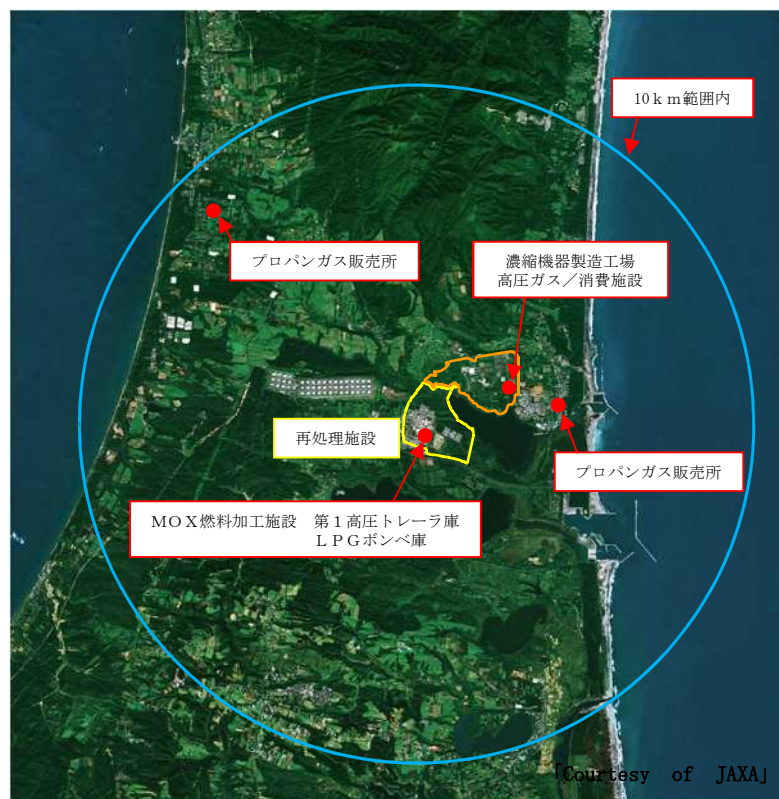 10ｋｍ範囲内
プロパンガス販売所
濃縮機器製造工場
高圧ガス／消費施設
再処理施設
プロパンガス販売所
ＭＯＸ燃料加工施設　第１高圧トレーラ庫
ＬＰＧボンベ庫
「Courtesy of JAXA」